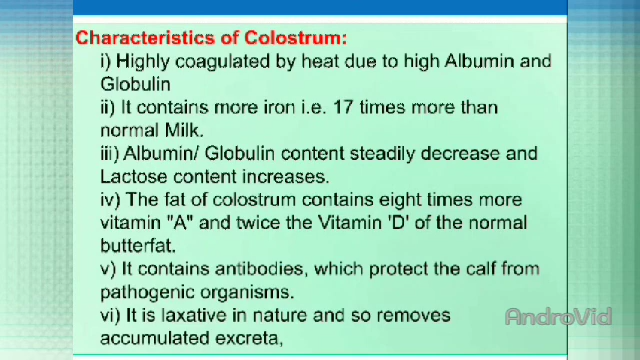 Characteristics of Colostrum:
i) Highly coagulated by heat due to high Albumin and
Globulin
ii) It contains more iron i.e. 17 times more than
normal Milk.
iii) Albumin/ Globulin content steadily decrease and
Lactose content increases.
iv) The fat of colostrum contains eight times more
vitamin "A" and twice the Vitamin 'D' of the normal
butterfat.
v) It contains antibodies, which protect the calf from
pathogenic organisms.
vi) It is laxative in nature and so removes
accumulated excreta,
AndroVid